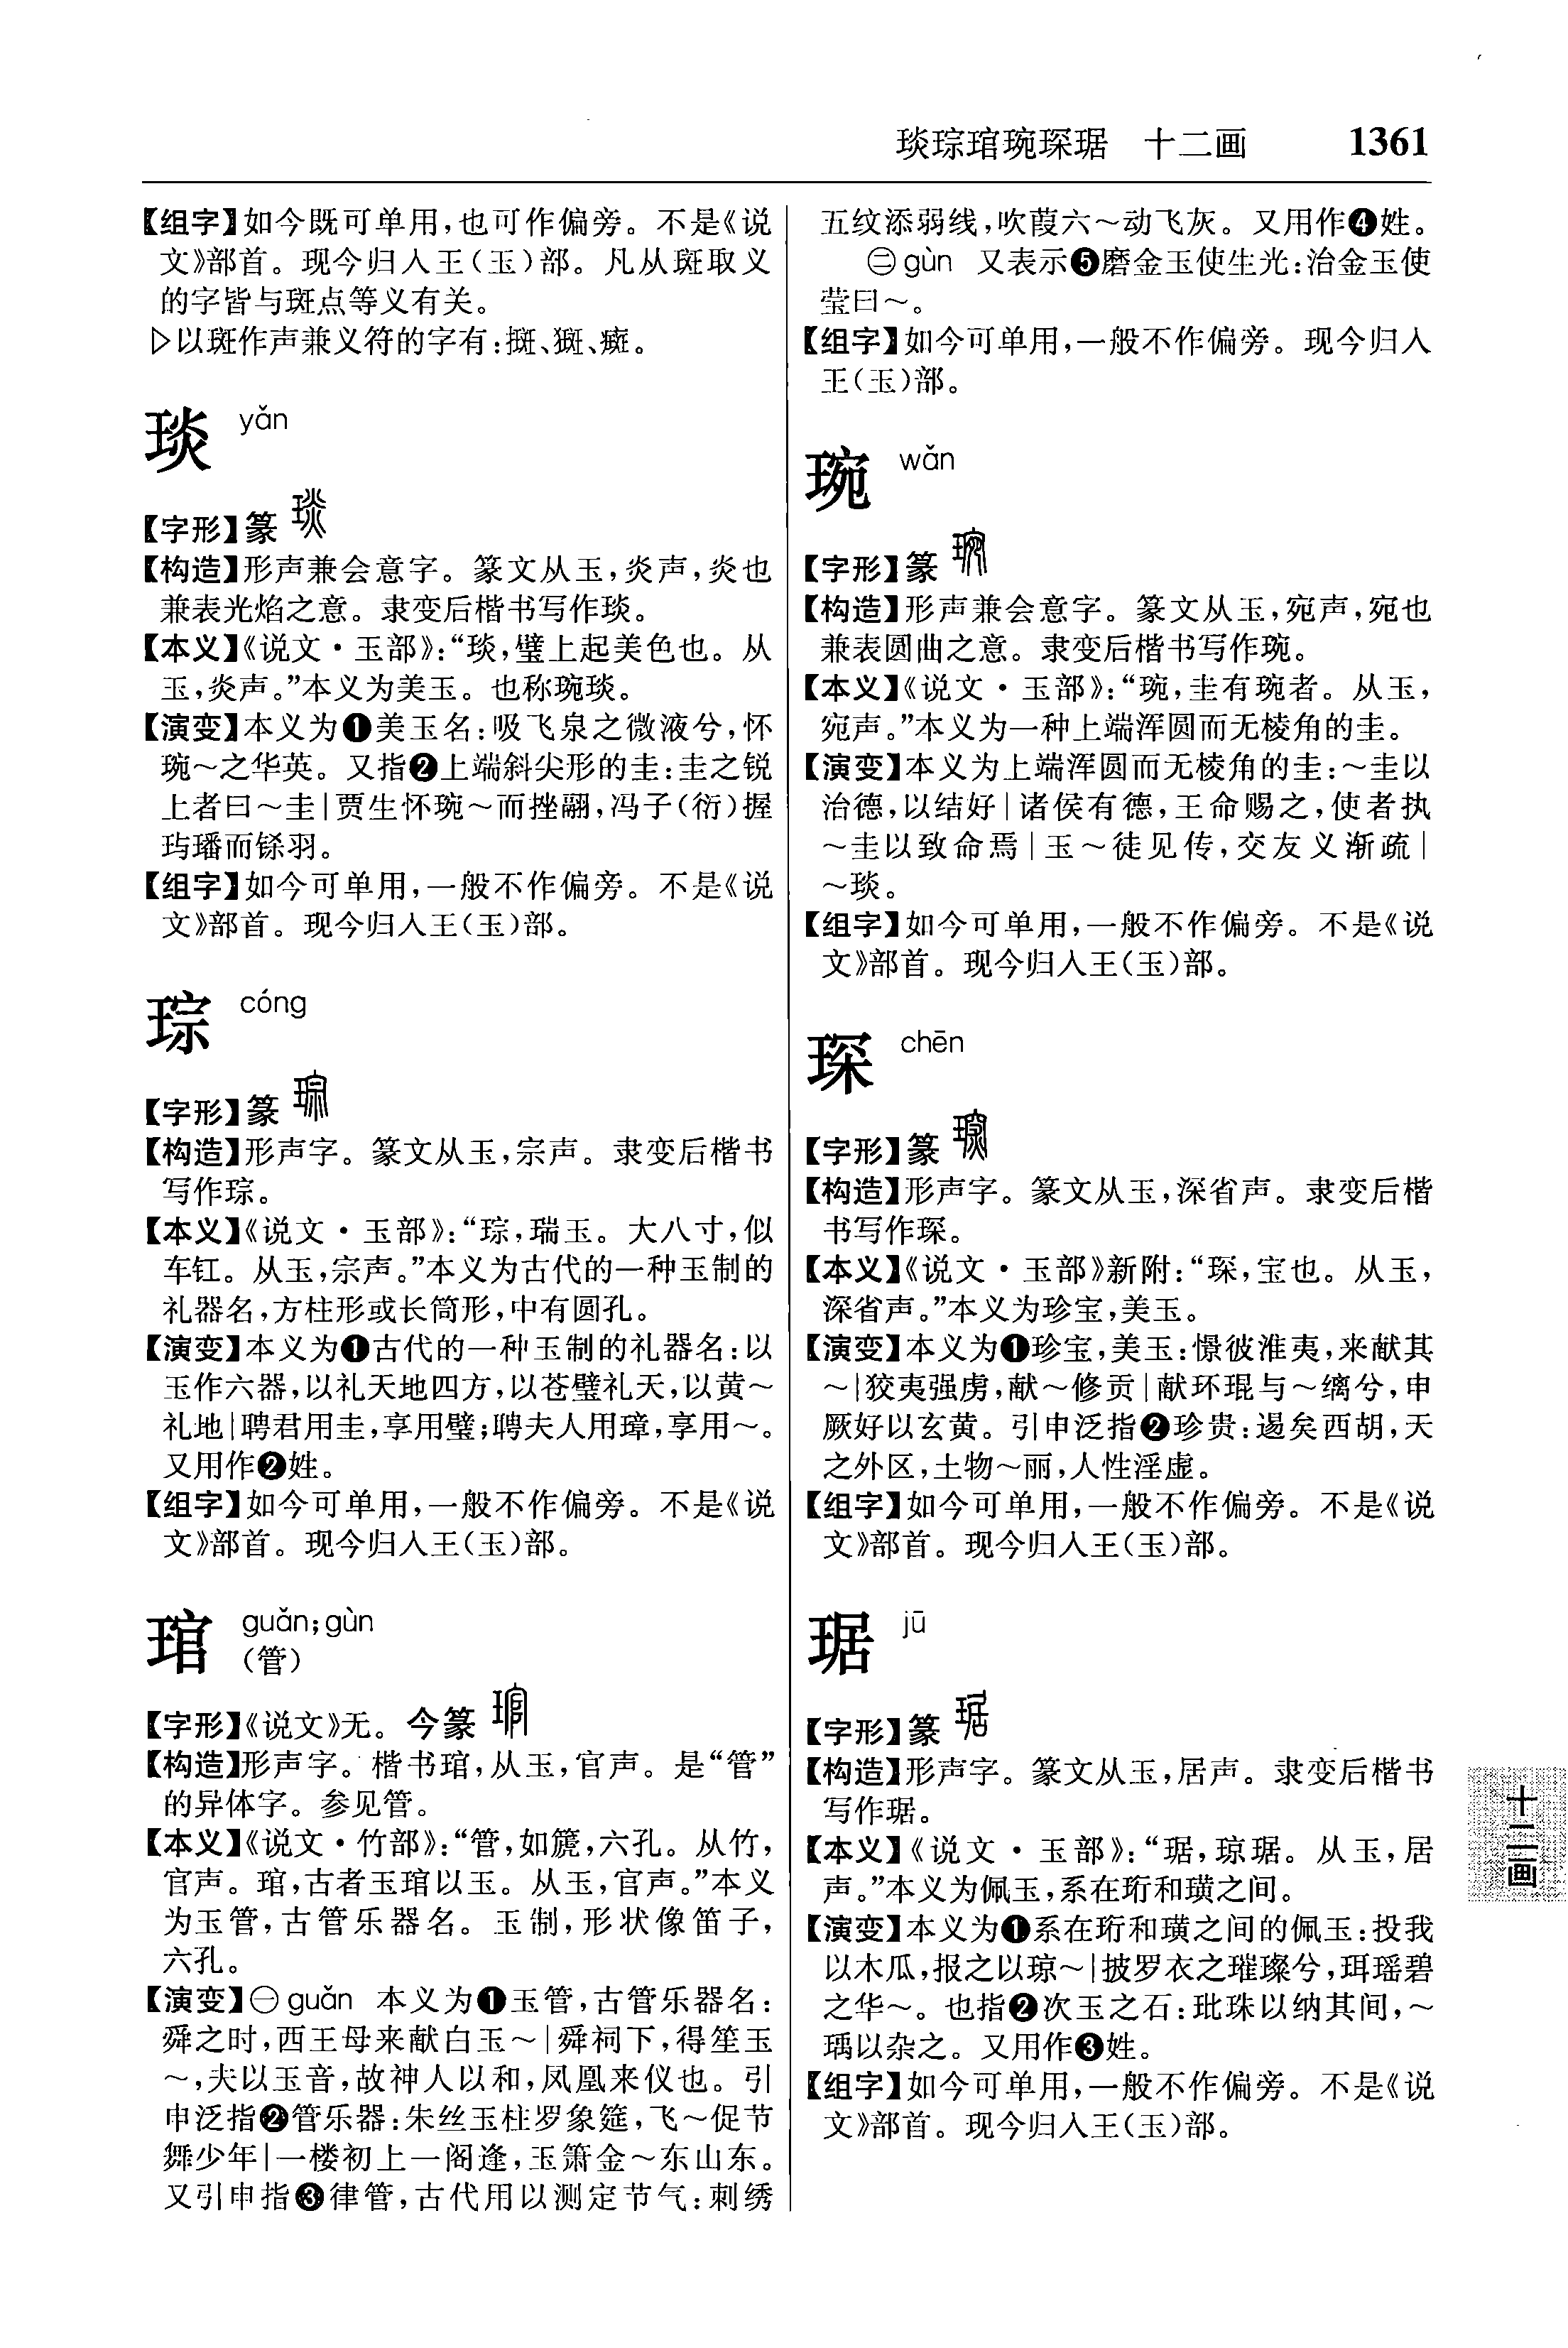 琰琮琯琬琛琚 十二画 1361
【组字】如今既可单用,也可作偏旁。不是《说
文》部首。现今归入王(玉)部。凡从斑取义
的字皆与斑点等义有关。
▷以斑作声兼义符的字有:㨔、、癍。
琰 yǎn
【字形】篆
【构造】形声兼会意字。篆文从玉,炎声,炎也
兼表光焰之意。隶变后楷书写作琰。
【本义】《说文·玉部》:“琰,璧上起美色也。从
玉,炎声。”本义为美玉。也称琬琰。
【演变】本义为❶美玉名:吸飞泉之微液兮,怀
琬～之华英。又指❷上端斜尖形的圭:圭之锐
上者曰～圭|贾生怀琬～而挫翮,冯子(衍)握
玙璠而铩羽。
【组字】如今可单用,一般不作偏旁。不是《说
文》部首。现今归入王(玉)部。
琮 cóng
【字形】篆
【构造】形声字。篆文从玉,宗声。隶变后楷书
写作琮。
【本义】《说文·玉部》:“琮,瑞玉。大八寸,似
车钉。从玉,宗声。”本义为古代的一种玉制的
礼器名,方柱形或长筒形,中有圆孔。
【演变】本义为❶古代的一种玉制的礼器名:以
玉作六器,以礼天地四方,以苍璧礼天,以黄～
礼地|聘君用圭,享用璧;聘夫人用璋,享用～。
又用作❷姓。
【组字】如今可单用,一般不作偏旁。不是《说
文》部首。现今归入王(玉)部。
琯 guǎn;gùn
(管)
【字形】《说文》无。今篆
【构造】形声字。楷书琯,从玉,官声。是“管”
的异体字。参见管。
【本义】《说文·竹部》:“管,如篪,六孔。从竹,
官声。琯,古者玉琯以玉。从玉,官声。”本义
为玉管,古管乐器名。玉制,形状像笛子,
六孔。
【演变】㊀guǎn 本义为❶玉管,古管乐器名:
舜之时,西王母来献白玉～|舜祠下,得笙玉
～,夫以玉音,故神人以和,凤凰来仪也。引
申泛指❷管乐器:朱丝玉柱罗象筵,飞～促节
舞少年|一楼初上一阁逢,玉箫金～东山东。
又引申指❸律管,古代用以测定节气:刺绣
五纹添弱线,吹葭六～动飞灰。又用作❹姓。
㊁gùn 又表示❺磨金玉使生光:治金玉使
莹曰～。
【组字】如今可单用,一般不作偏旁。现今归入
王(玉)部。
琬 wǎn
【字形】篆
【构造】形声兼会意字。篆文从玉,宛声,宛也
兼表圆曲之意。隶变后楷书写作琬。
【本义】《说文·玉部》:“琬,圭有琬者。从玉,
宛声。”本义为一种上端浑圆而无棱角的圭。
【演变】本义为上端浑圆而无棱角的圭:～圭以
治德,以结好|诸侯有德,王命赐之,使者执
～圭以致命焉|玉～徒见传,交友义渐疏|
～琰。
【组字】如今可单用,一般不作偏旁。不是《说
文》部首。现今归入王(玉)部。
琛 chēn
【字形】篆
【构造】形声字。篆文从玉,深省声。隶变后楷
书写作琛。
【本义】《说文·玉部》新附:“琛,宝也。从玉,
深省声。”本义为珍宝,美玉。
【演变】本义为❶珍宝,美玉:憬彼淮夷,来献其
～|狡夷强虏,献～修贡|献环琨与～缡兮,申
厥好以玄黄。引申泛指❷珍贵:逷矣西胡,天
之外区,土物～丽,人性淫虚。
【组字】如今可单用,一般不作偏旁。不是《说
文》部首。现今归入王(玉)部。
琚 jū
【字形】篆
【构造】形声字。篆文从玉,居声。隶变后楷书
写作琚。
【本义】《说文·玉部》:“琚,琼琚。从玉,居
声。”本义为佩玉,系在珩和璜之间。
【演变】本义为❶系在珩和璜之间的佩玉:投我
以木瓜,报之以琼～|披罗衣之璀璨兮,珥瑶碧
之华～。也指❷次玉之石:玭珠以纳其间,～
瑀以杂之。又用作❸姓。
【组字】如今可单用,一般不作偏旁。不是《说
文》部首。现今归入王(玉)部。
十二画